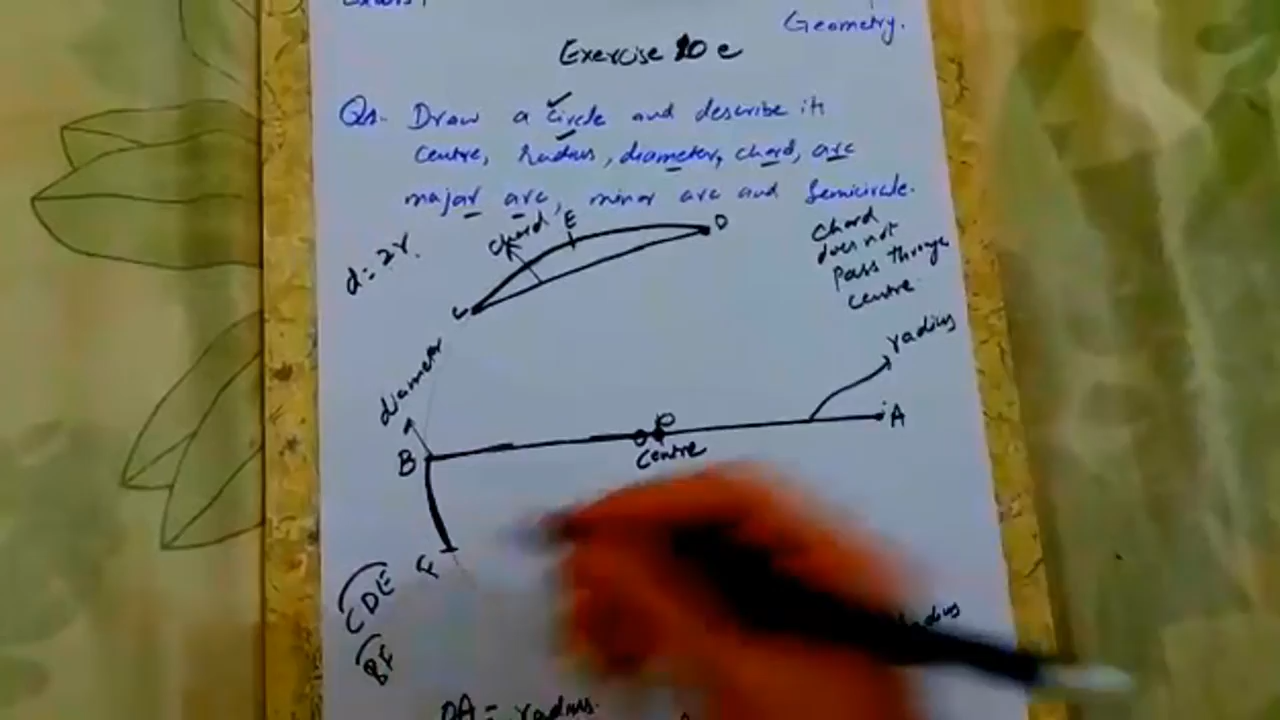 Geometry.
Exercise 10 e
Qs. Draw a circle and describe its
Centre, Radius, diameter, chord, arc
major arc, minor arc and Semicircle.
chord
E
D
d = 2r.
Chord
does not
Pass through
Centre
C
diameter
radius
B
A
Centre
F
CDE
BF
radius
OA = radius.